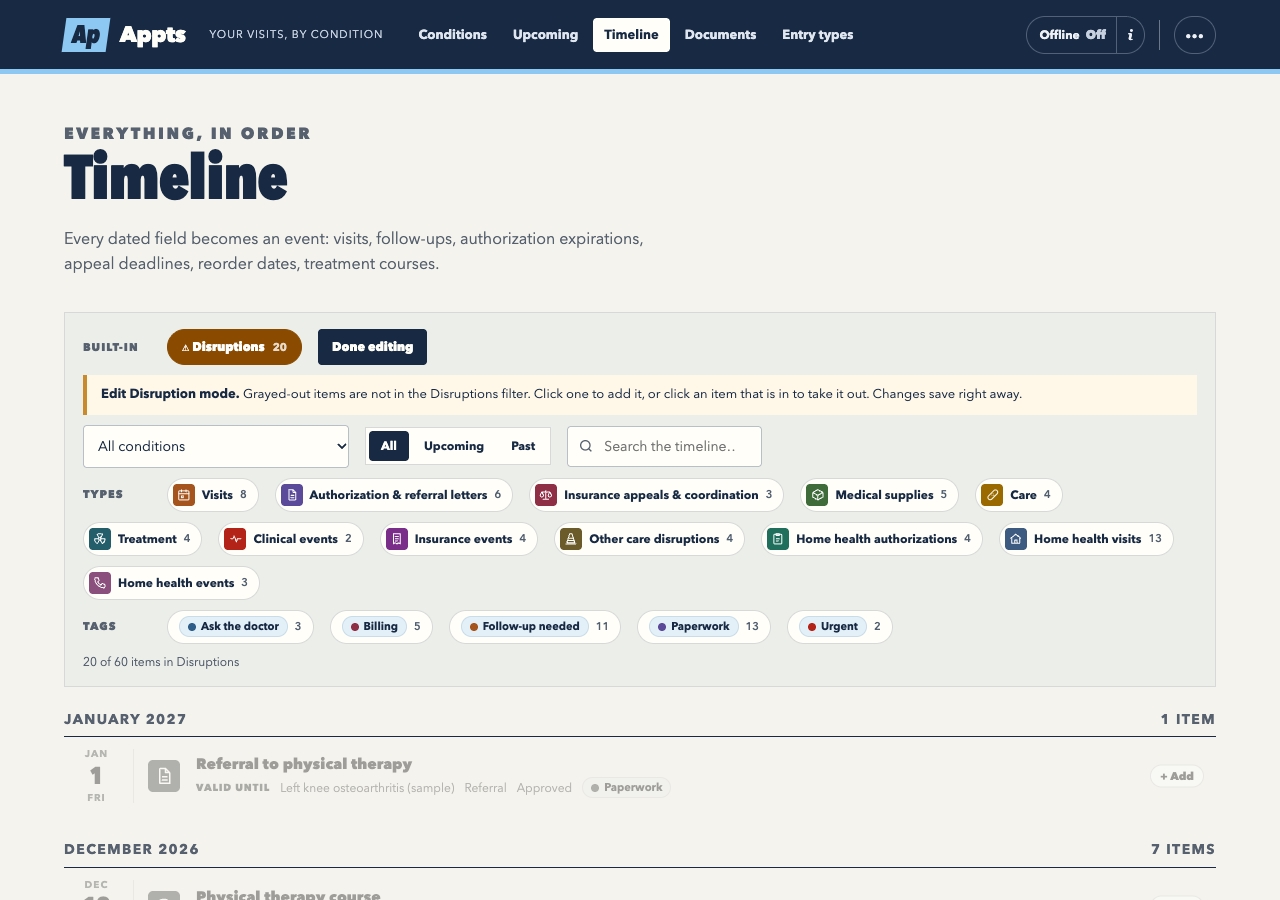 Ap Appts YOUR VISITS, BY CONDITION Conditions Upcoming Timeline Documents Entry types Offline Off i
EVERYTHING, IN ORDER
Timeline
Every dated field becomes an event: visits, follow-ups, authorization expirations,
appeal deadlines, reorder dates, treatment courses.
BUILT-IN ⚠ Disruptions 20 Done editing
Edit Disruption mode. Grayed-out items are not in the Disruptions filter. Click one to add it, or click an item that is in to take it out. Changes save right away.
All conditions All Upcoming Past Search the timeline..
TYPES Visits 8 Authorization & referral letters 6 Insurance appeals & coordination 3 Medical supplies 5 Care 4
Treatment 4 Clinical events 2 Insurance events 4 Other care disruptions 4 Home health authorizations 4 Home health visits 13
Home health events 3
TAGS Ask the doctor 3 Billing 5 Follow-up needed 11 Paperwork 13 Urgent 2
20 of 60 items in Disruptions
JANUARY 2027 1 ITEM
JAN
1
FRI
Referral to physical therapy
VALID UNTIL Left knee osteoarthritis (sample) Referral Approved Paperwork
+ Add
DECEMBER 2026 7 ITEMS
DEC
Physical therapy course